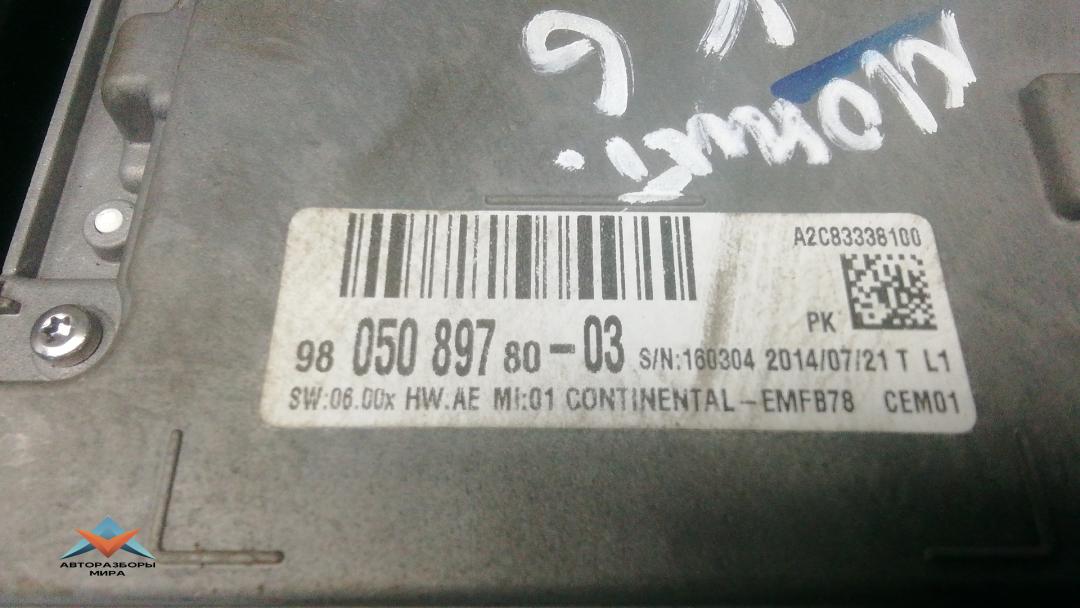 A2C83338100
PK
98 050 897 80 - 03 S/N:160304 2014/07/21 T L1
SW:06.00x HW.AE MI:01 CONTINENTAL - EMFB78 CEM01
АВТОРАЗБОРЫ
МИРА